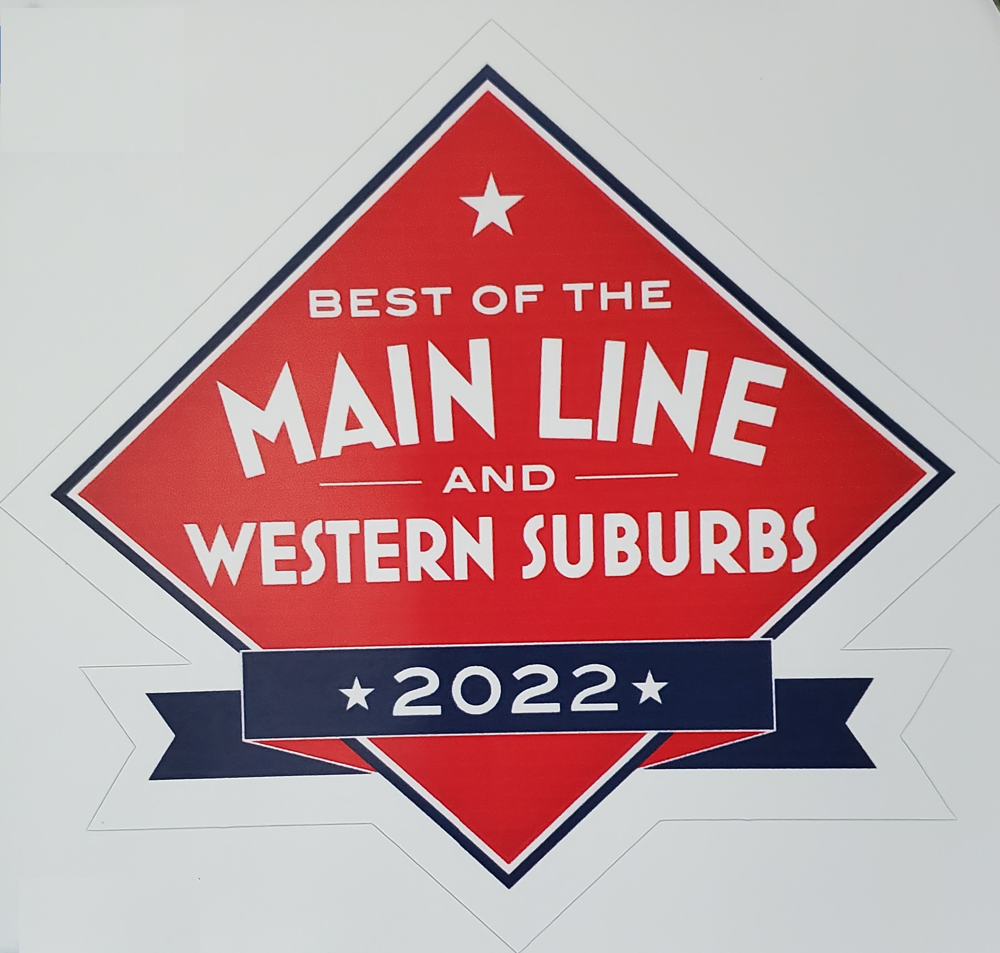 BEST OF THE
MAIN LINE
AND
WESTERN SUBURBS
2022